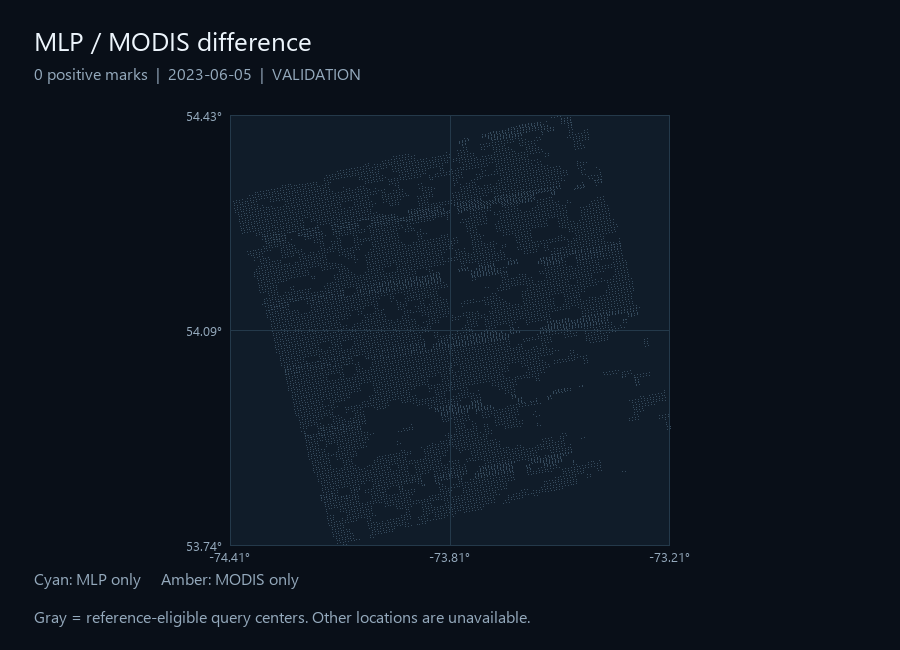 MLP / MODIS difference
0 positive marks | 2023-06-05 | VALIDATION
54.43°
54.09°
53.74°
-74.41° -73.81° -73.21°
Cyan: MLP only Amber: MODIS only
Gray = reference-eligible query centers. Other locations are unavailable.